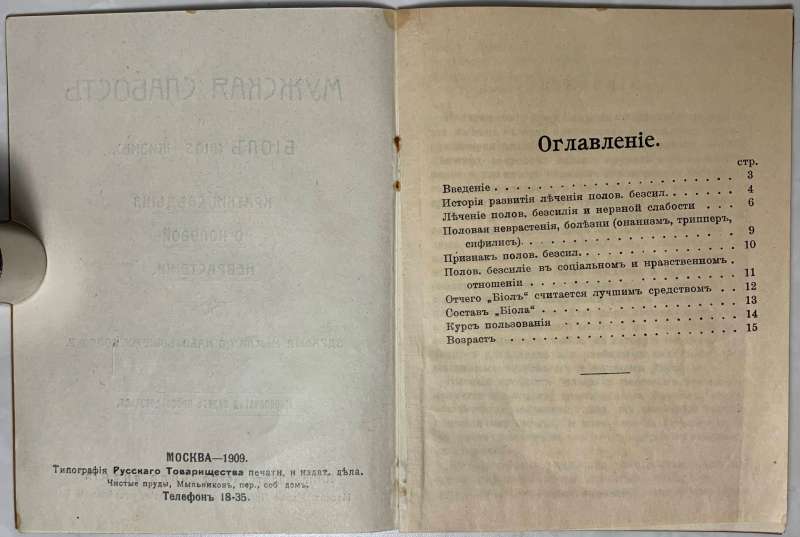 МОСКВА—1909.
Типографія Русскаго Товарищества печатн. и издат. дѣла.
Чистые пруды, Мыльниковъ, пер., соб. домъ.
Телефонъ 18-35.
Оглавленіе.
стр.
Введеніе . . . . . . . . . . . . . . . . . . . . 3
Исторія развитія лѣченія полов. безсил. . . . . . . . 4
Лѣченіе полов. безсилія и нервной слабости . . . 6
Половая неврастенія, болѣзни (онанизмъ, трипперъ,
сифилисъ). . . . . . . . . . . . . . . . . 9
Признакъ полов. безсил. . . . . . . . . . . . . . 10
Полов. безсиліе въ соціальномъ и нравственномъ
отношеніи . . . . . . . . . . . . . . . . 11
Отчего „Біолъ“ считается лучшимъ средствомъ . . 12
Составъ „Біола“ . . . . . . . . . . . . . . . . 13
Курсъ пользованія . . . . . . . . . . . . . . . 14
Возрастъ . . . . . . . . . . . . . . . . . . . 15